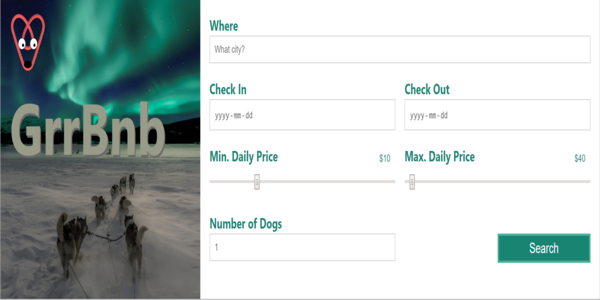 GrrBnb
Where
What city?
Check In
Check Out
yyyy-mm-dd
yyyy-mm-dd
Min. Daily Price
$10
Max. Daily Price
$40
Number of Dogs
1
Search